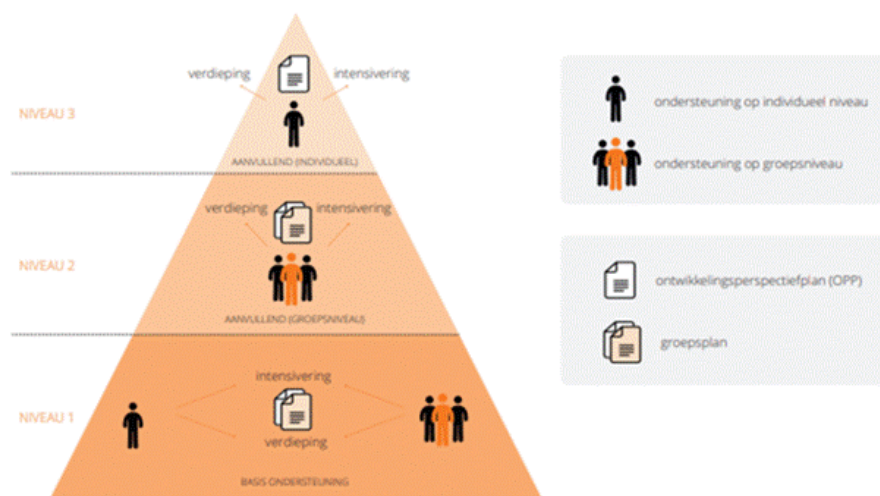 verdieping
intensivering
NIVEAU 3
AANVULLEND (INDIVIDUEEL)
verdieping
intensivering
NIVEAU 2
AANVULLEND (GROEPSNIVEAU)
intensivering
NIVEAU 1
verdieping
BASIS ONDERSTEUNING
ondersteuning op individueel niveau
ondersteuning op groepsniveau
ontwikkelingsperspectiefplan (OPP)
groepsplan